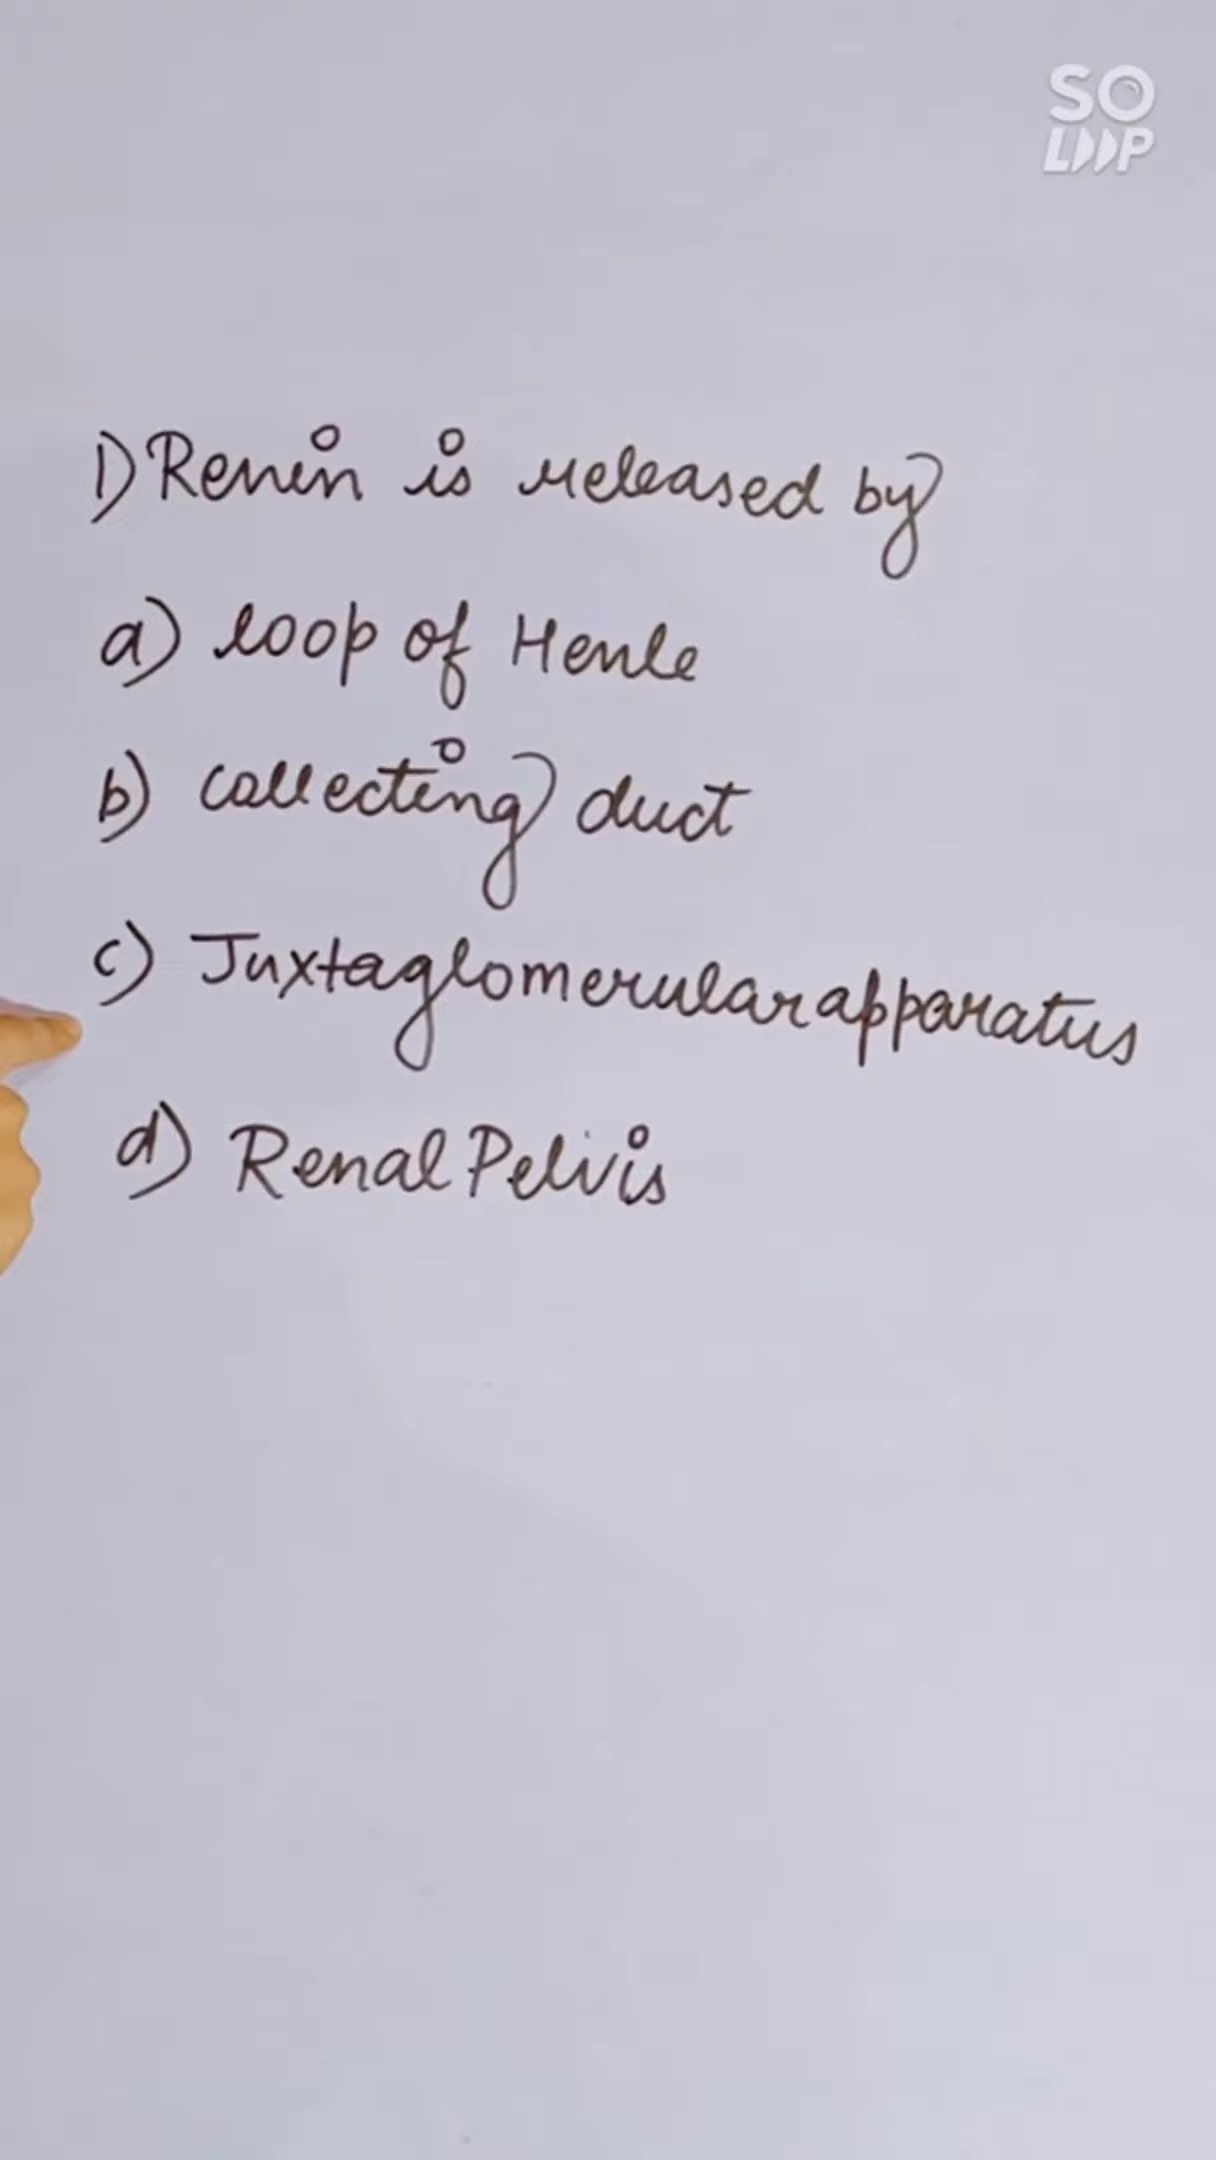 SO
LOOP
1) Renin is released by
a) loop of Henle
b) collecting duct
c) Juxtaglomerular apparatus
d) Renal Pelvis